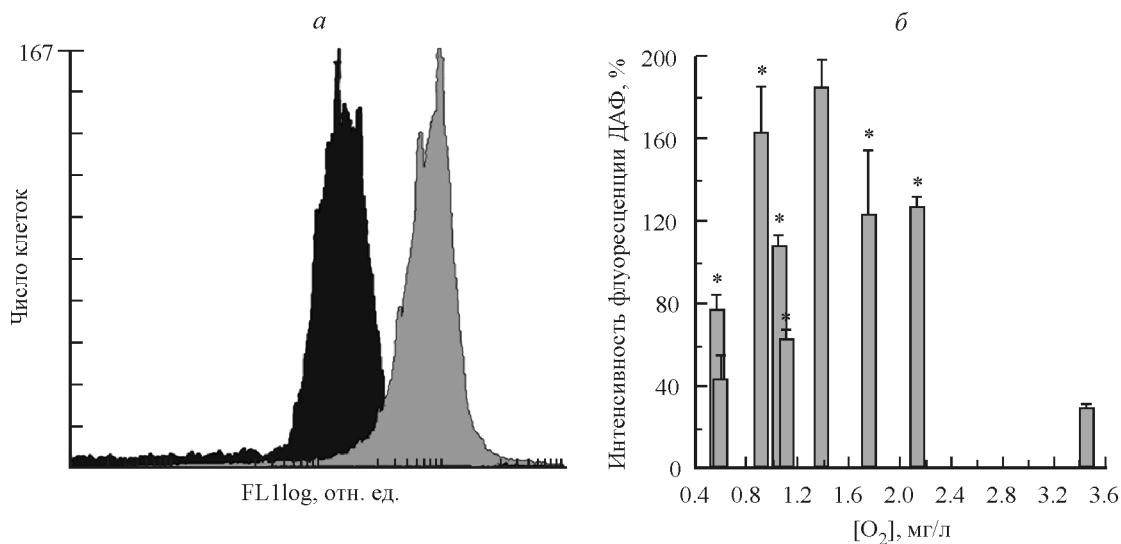 а
167
Число клеток
FL1log, отн. ед.
б
Интенсивность флуоресценции ДАФ, %
200
160
120
80
40
0
*
*
*
*
*
*
0.4 0.8 1.2 1.6 2.0 2.4 2.8 3.2 3.6
[O₂], мг/л